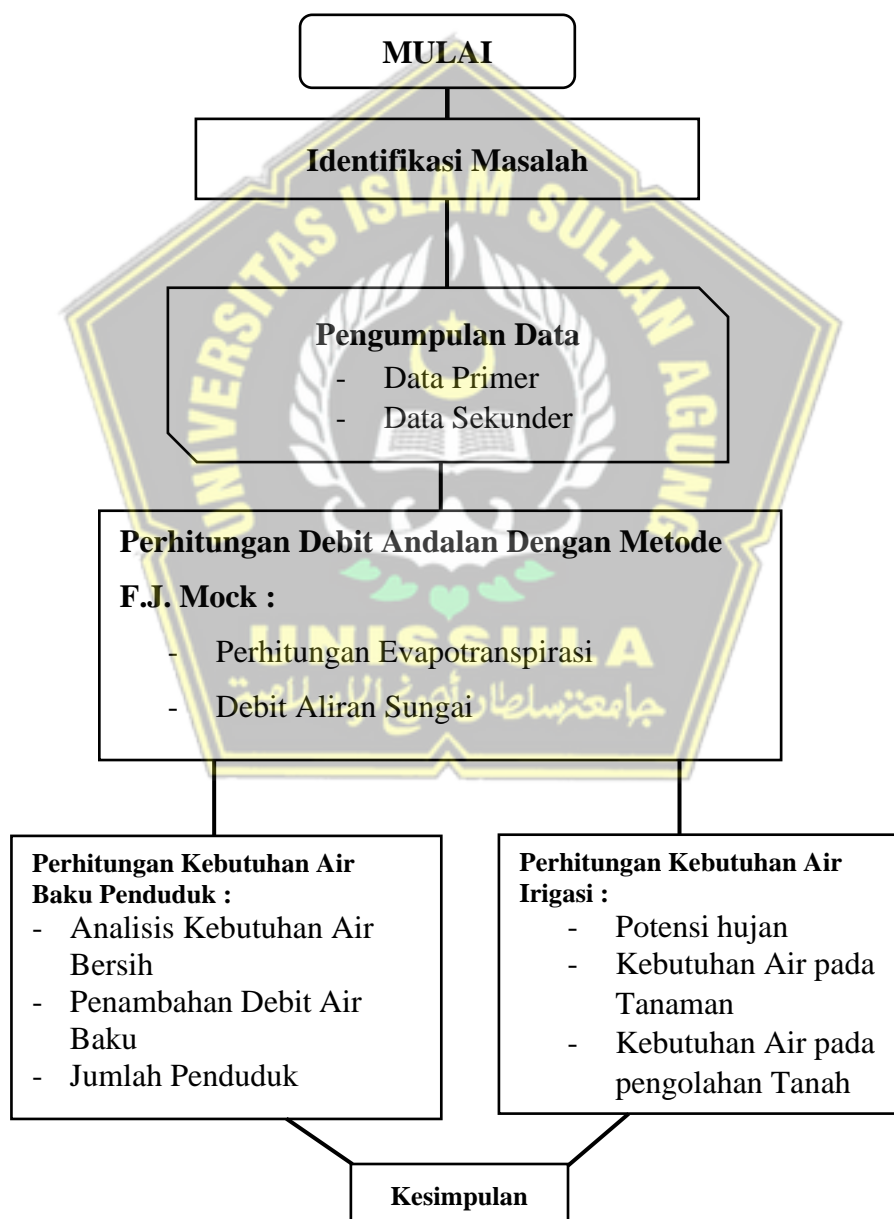 MULAI
Identifikasi Masalah
UNIVERSITAS ISLAM SULTAN AGUNG
Pengumpulan Data
- Data Primer
- Data Sekunder
Perhitungan Debit Andalan Dengan Metode
F.J. Mock :
- Perhitungan Evapotranspirasi
- Debit Aliran Sungai
UNISSULA
جامعتسلطان أجونج الإسلامية
Perhitungan Kebutuhan Air
Baku Penduduk :
- Analisis Kebutuhan Air
Bersih
- Penambahan Debit Air
Baku
- Jumlah Penduduk
Perhitungan Kebutuhan Air
Irigasi :
- Potensi hujan
- Kebutuhan Air pada
Tanaman
- Kebutuhan Air pada
pengolahan Tanah
Kesimpulan